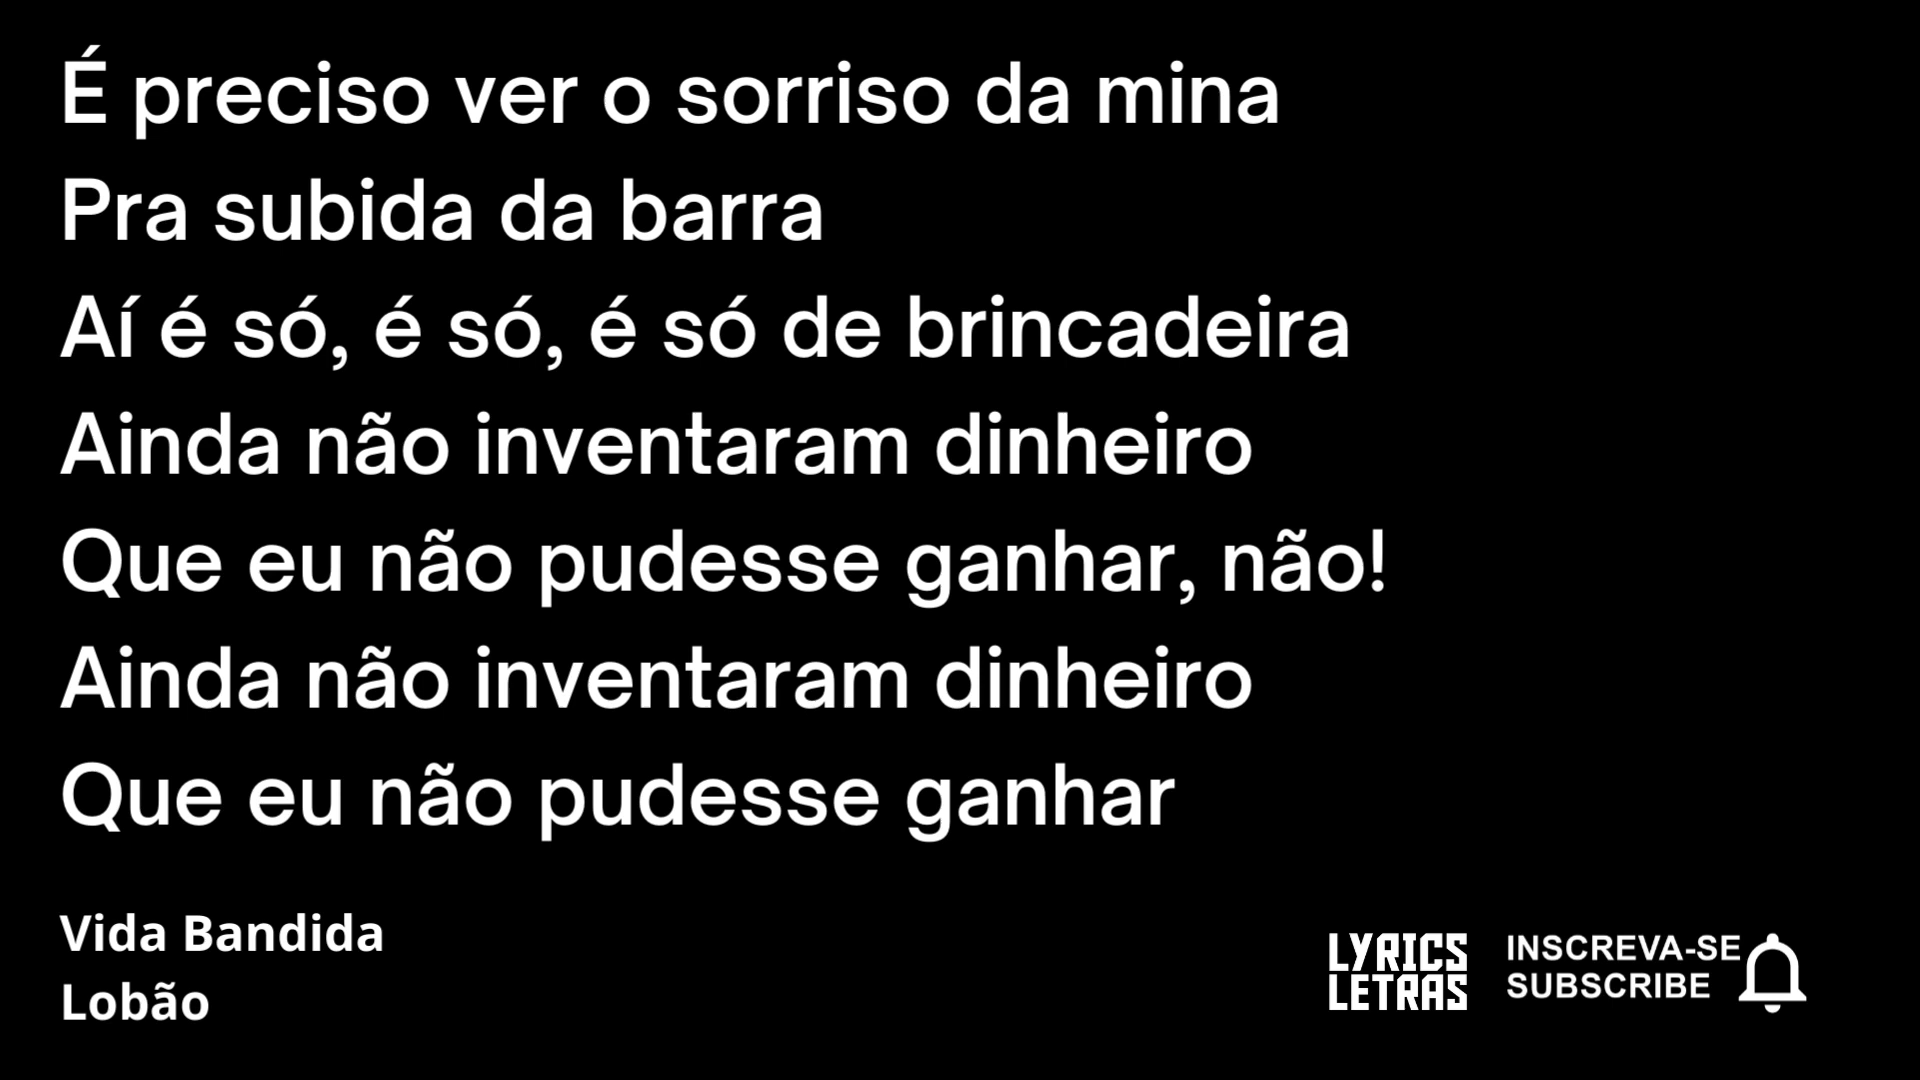 É preciso ver o sorriso da mina
Pra subida da barra
Aí é só, é só, é só de brincadeira
Ainda não inventaram dinheiro
Que eu não pudesse ganhar, não!
Ainda não inventaram dinheiro
Que eu não pudesse ganhar
Vida Bandida
Lobão
LYRICS
LETRAS
INSCREVA-SE
SUBSCRIBE